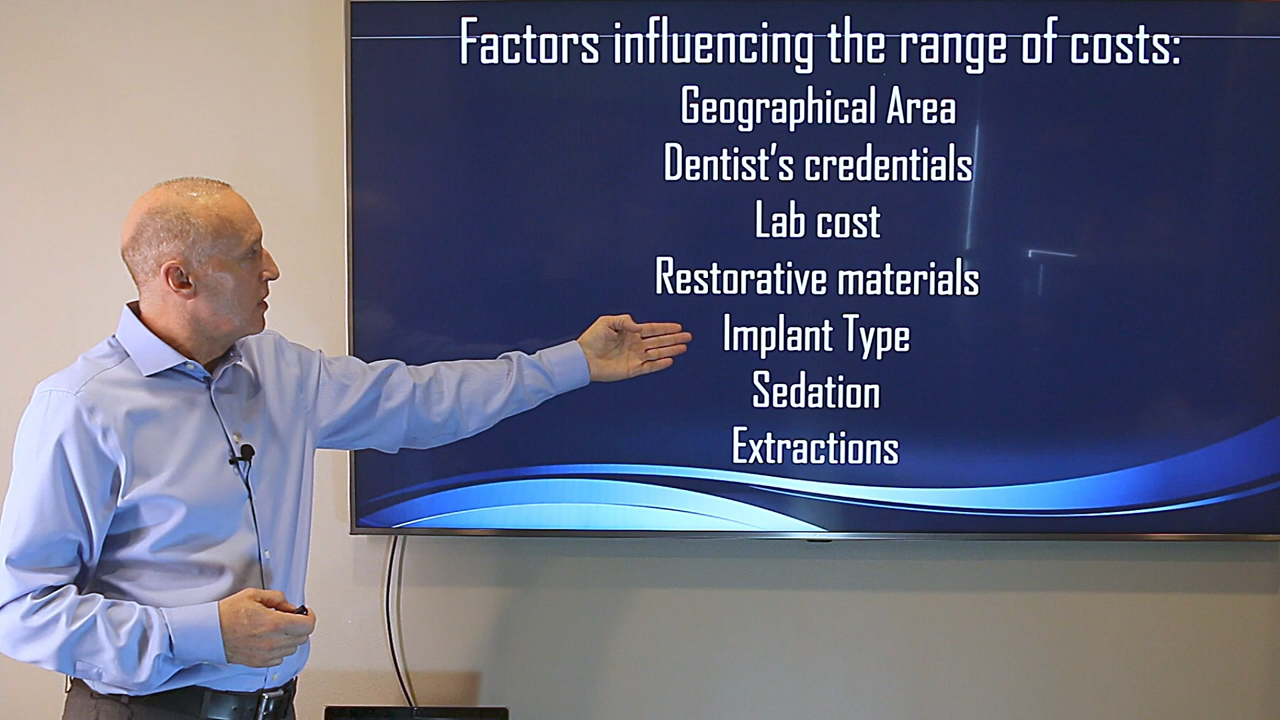 Factors influencing the range of costs:
Geographical Area
Dentist's credentials
Lab cost
Restorative materials
Implant Type
Sedation
Extractions